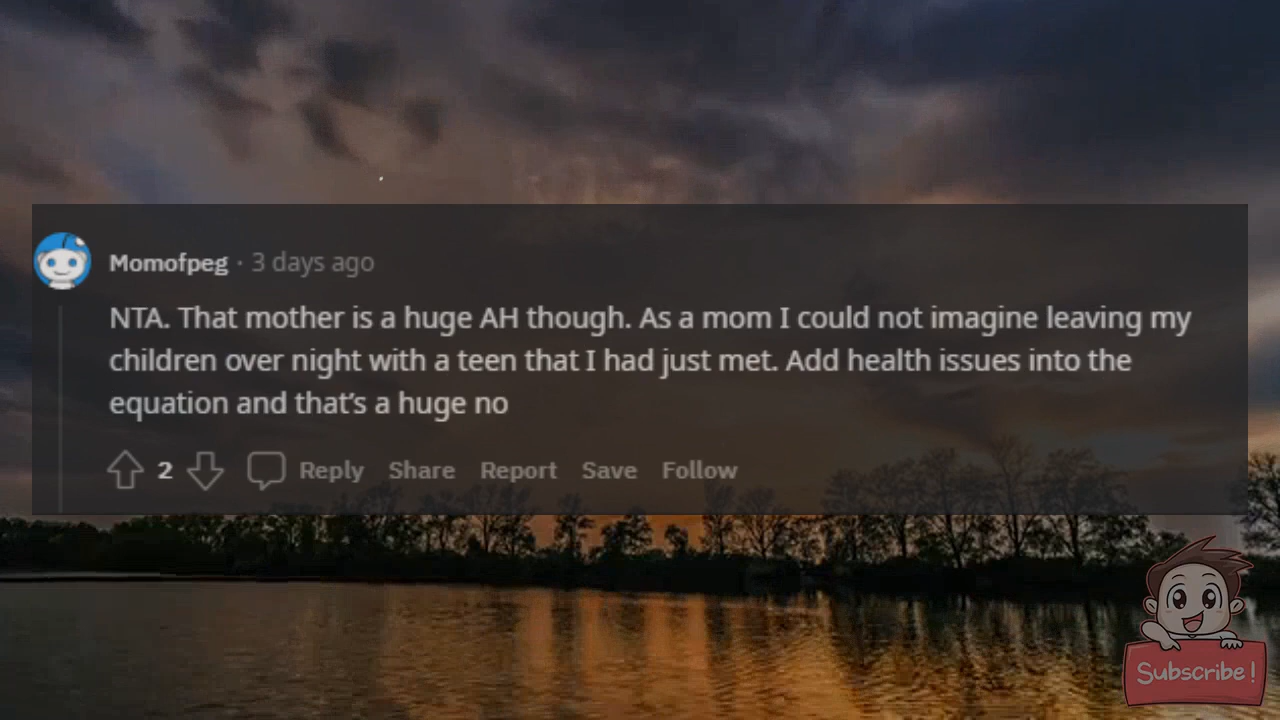 Momofpeg · 3 days ago
NTA. That mother is a huge AH though. As a mom I could not imagine leaving my
children over night with a teen that I had just met. Add health issues into the
equation and that's a huge no
2 Reply Share Report Save Follow
Subscribe!